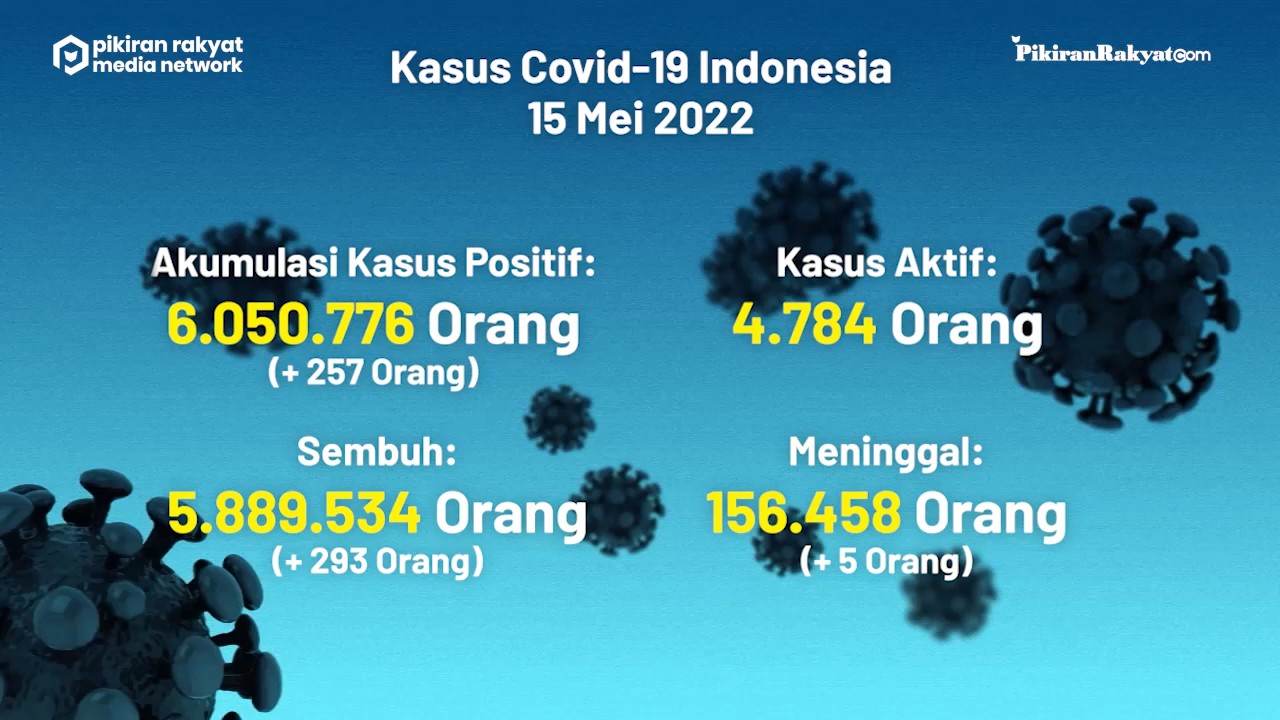 pikiran rakyat
media network
PikiranRakyat.com
Kasus Covid-19 Indonesia
15 Mei 2022
Akumulasi Kasus Positif:
6.050.776 Orang
(+ 257 Orang)
Kasus Aktif:
4.784 Orang
Sembuh:
5.889.534 Orang
(+ 293 Orang)
Meninggal:
156.458 Orang
(+ 5 Orang)